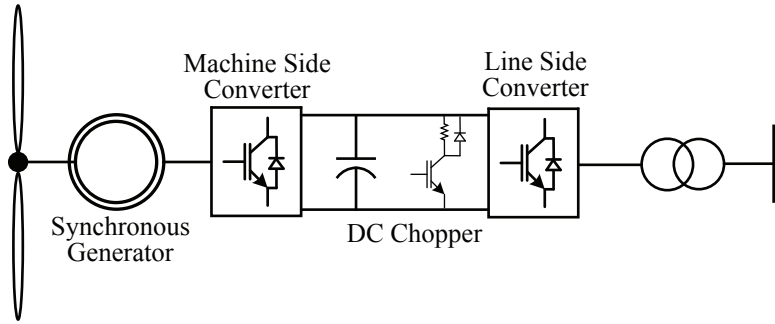 Machine Side
Converter
Line Side
Converter
Synchronous
Generator
DC Chopper